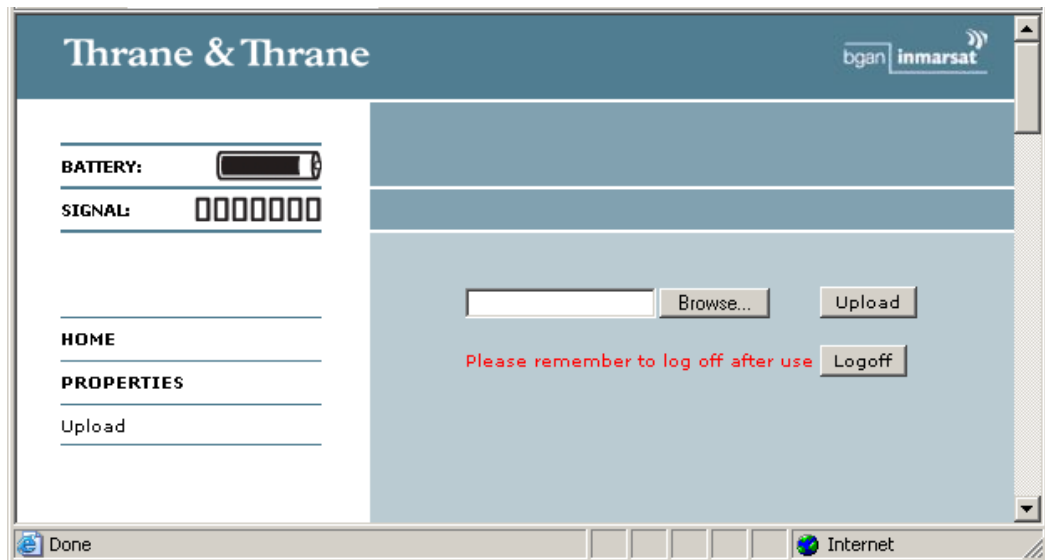 Thrane & Thrane
bgan inmarsat
BATTERY:
SIGNAL:
Browse... Upload
HOME
Please remember to log off after use Logoff
PROPERTIES
Upload
Done Internet